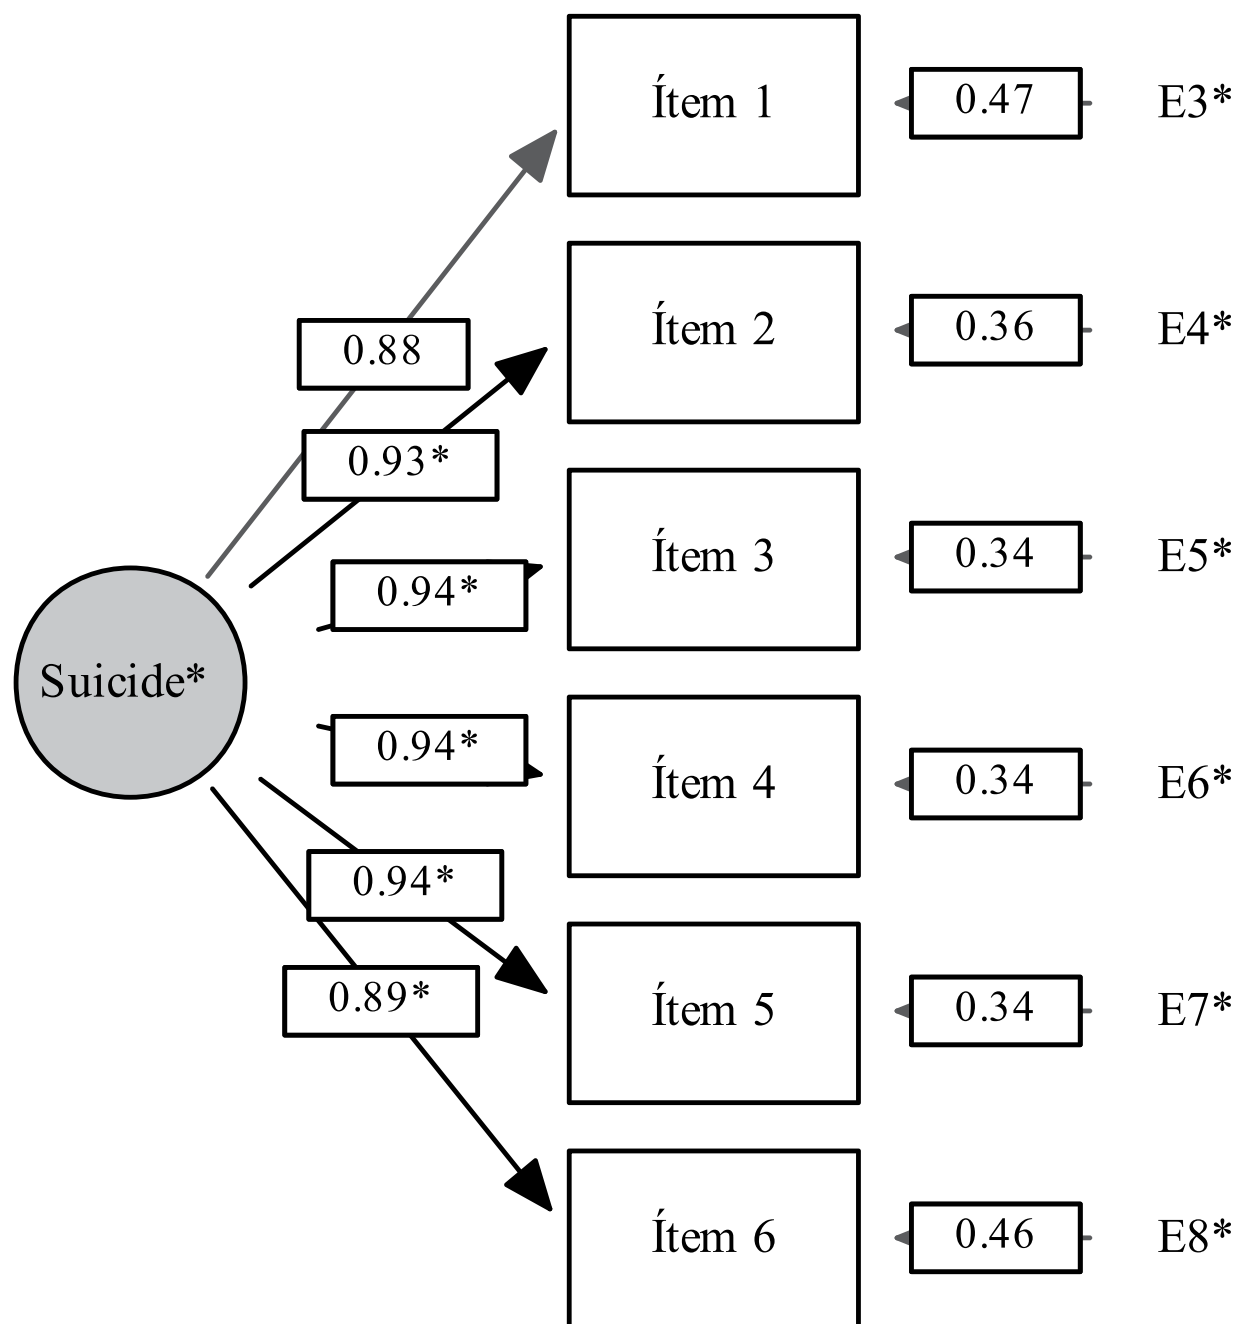 Ítem 1
0.47
E3*
0.88
Ítem 2
0.36
E4*
0.93*
Ítem 3
0.34
E5*
0.94*
Suicide*
Ítem 4
0.34
E6*
0.94*
0.94*
Ítem 5
0.34
E7*
0.89*
Ítem 6
0.46
E8*